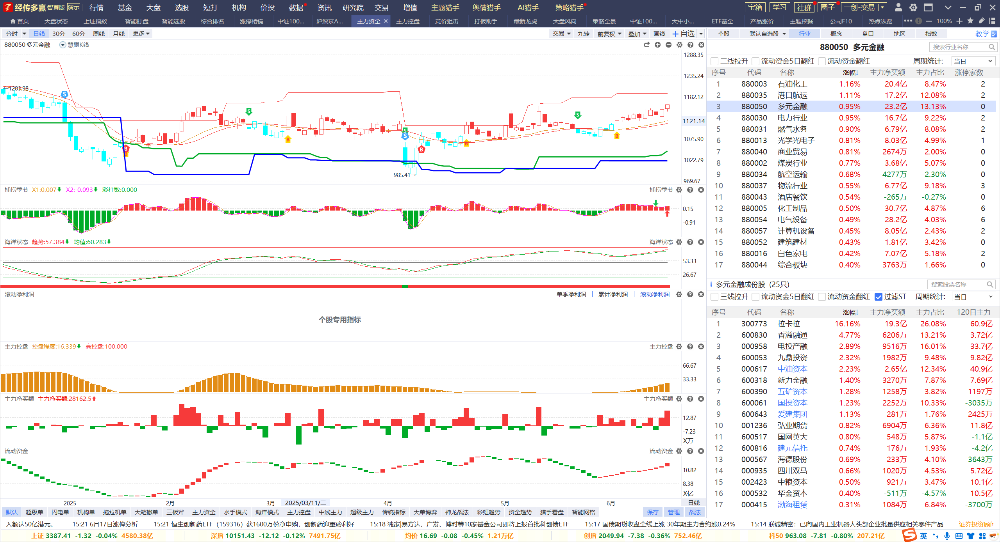 经传多赢 智尊版 演示 行情 基金 大盘 选股 短打 机构 价投 数据 资讯 研究院 交易 增值 主题猎手 舆情猎手 AI猎手 策略猎手 宝箱 学习 社群 圈子 一创-交易
首页 大盘状态 上证指数 智能盯盘 智能选股 综合排名 涨停棱镜 中证100... 沪深京A... 主力资金 主力控盘 竞价狙击 打板助手 最新龙虎 大盘风向 策略全景 中证100... 大中小... ETF基金 产品涨价 主题挖掘 公司F10 热点纵览 100%
分时 日线 30分 60分 周线 月线 更多 交易 九转 前复权 叠加 画线 自选
880050 多元金融 慧眼K线
1288.35
1235.24
1203.98
1182.12
1121.14
1075.90
1022.79
985.41
969.67
S S S S S
B B B B B B
捕捞季节 X1:0.007 X2:-0.093 彩柱数:0.000 捕捞季节
0.15
-0.91
海洋状态 趋势:57.384 均值:60.283 海洋状态
53.33
26.67
滚动净利润 单季净利润 累计净利润 滚动净利润
个股专用指标
主力控盘 控盘程度:16.339 高控盘:100.000 主力控盘
66.67
33.33
主力净买额 主力净买额:28162.5 主力净买额
12.87
-7.23
X万
流动资金 流动资金
10.82
8.38
X亿
2025 2月 3月 2025/03/11/二 4月 5月 6月 日线
默认 超级单 闪电单 机构单 拖拉机单 大笔撤单 三板斧 主力资金 水手模式 海洋模式 主力控盘 中线主力 超级主力 传统指标 大单博弈 神龙战法 彩虹趋势 资金趋势 猎手看盘 智能网格 保存 管理 战法
个股 默认自选股 行业 概念 盘口 地区 指数 教学
880050 多元金融 搜索行业名称
三线拉升 流动资金5日翻红 流动资金翻红 周期统计: 当日
序号 代码 名称 涨幅↓ 主力净买额 主力占比 涨停家数
1 880003 石油化工 1.16% 20.4亿 8.47% 2
2 880035 港口航运 1.11% 17.2亿 12.08% 2
3 880050 多元金融 0.95% 23.2亿 13.13% 0
4 880030 电力行业 0.95% 16.7亿 9.22% 2
5 880031 燃气水务 0.90% 6.79亿 8.08% 2
6 880013 光学光电子 0.81% 8.03亿 4.99% 1
7 880040 商业贸易 0.81% 2674万 2.00% 0
8 880002 煤炭行业 0.77% 3.68亿 5.07% 0
9 880034 航空运输 0.68% -4277万 -2.30% 0
10 880037 物流行业 0.55% 6.77亿 9.18% 3
11 880043 酒店餐饮 0.54% -265万 -0.27% 0
12 880005 化工制品 0.50% 30.7亿 4.87% 6
13 880054 电气设备 0.49% 28.2亿 4.03% 6
14 880057 计算机设备 0.45% 8.05亿 2.43% 2
15 880052 建筑建材 0.43% 1.81亿 3.42% 0
16 880016 白色家电 0.42% 7.07亿 5.18% 2
17 880044 综合板块 0.40% 3763万 1.66% 0
多元金融成份股 (25只) 搜索股票名称
三线拉升 流动资金5日翻红 流动资金翻红 过滤ST 周期统计: 当日
序号 代码 名称 涨幅↓ 主力净买额 主力占比 120日主力
1 300773 拉卡拉 16.16% 19.3亿 26.08% 60.9亿
2 600830 香溢融通 4.77% 6206万 13.21% 3.72亿
3 000958 电投产融 2.89% 9516万 16.01% 33.7亿
4 600053 九鼎投资 2.32% 1982万 9.48% 9.82亿
5 000617 中油资本 2.23% 2.65亿 12.34% 40.9亿
6 600318 新力金融 1.40% 3270万 7.87% 7.69亿
7 600390 五矿资本 1.28% 1258万 3.82% 1197万
8 600061 国投资本 1.23% 2252万 10.33% -3035万
9 600643 爱建集团 1.13% 281万 1.76% 2425万
10 001236 弘业期货 0.82% 6904万 6.36% 11.8亿
11 600517 国网英大 0.80% 548万 5.87% -1.1亿
12 600816 建元信托 0.74% 176万 1.93% -4.2亿
13 000567 海德股份 0.69% 233万 4.10% -3643万
14 000935 四川双马 0.66% 1020万 4.53% 5.72亿
15 002423 中粮资本 0.50% 921万 3.47% 10.1亿
16 000532 华金资本 0.40% -511万 -4.57% 10.5亿
17 000415 渤海租赁 0.31% 1084万 6.84% -3700万
入额达50亿港元。 15:21 6月17日涨停分析 15:21 恒生创新药ETF（159316）获1600万份净申购，创新药迎重磅利好 15:18 独家|易方达、广发、博时等10家基金公司即将上报首批科创债ETF 15:17 国债期货收盘全线上涨 30年期主力合约涨0.24% 15:14 联诚精密：已向国内工业机器人头部企业批量供应相关零件产品 证券投资顾问
上证 3387.41 -1.32 -0.04% 4580.38亿 深指 10151.43 -12.12 -0.12% 7491.75亿 均价 16.69 -0.08 -0.45% 1.21万亿 创指 2049.94 -7.38 -0.36% 752.46亿 科50 963.08 -7.81 -0.80% 207.21亿 英